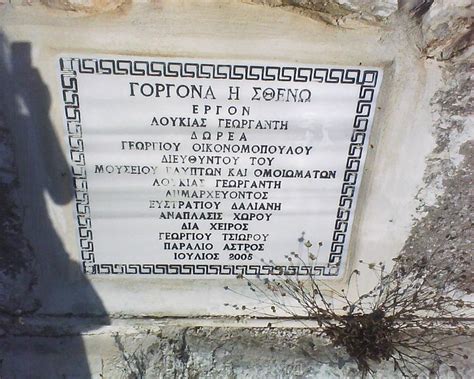 ΓΟΡΓΟΝΑ Η ΣΘΕΝΩ
ΕΡΓΟΝ
ΛΟΥΚΙΑΣ ΓΕΩΡΓΑΝΤΗ
ΔΩΡΕΑ
ΓΕΩΡΓΙΟΥ ΟΙΚΟΝΟΜΟΠΟΥΛΟΥ
ΔΙΕΥΘΥΝΤΟΥ ΤΟΥ
ΜΟΥΣΕΙΟΥ ΓΛΥΠΤΩΝ ΚΑΙ ΟΜΟΙΩΜΑΤΩΝ
ΛΟΥΚΙΑΣ ΓΕΩΡΓΑΝΤΗ
ΔΗΜΑΡΧΕΥΟΝΤΟΣ
ΕΥΣΤΡΑΤΙΟΥ ΔΑΛΙΑΝΗ
ΑΝΑΠΛΑΣΙΣ ΧΩΡΟΥ
ΔΙΑ ΧΕΙΡΟΣ
ΓΕΩΡΓΙΟΥ ΤΣΙΩΡΟΥ
ΠΑΡΑΛΙΟ ΑΣΤΡΟΣ
ΙΟΥΛΙΟΣ 2005